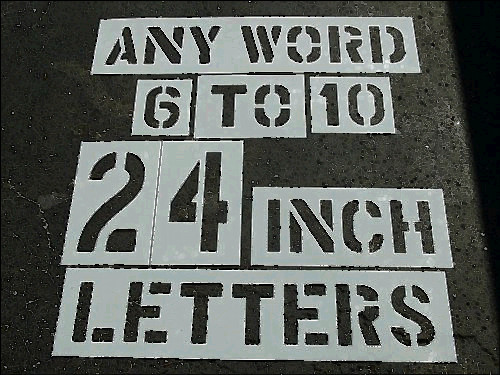 ANY WORD
6 TO 10
24 INCH
LETTERS